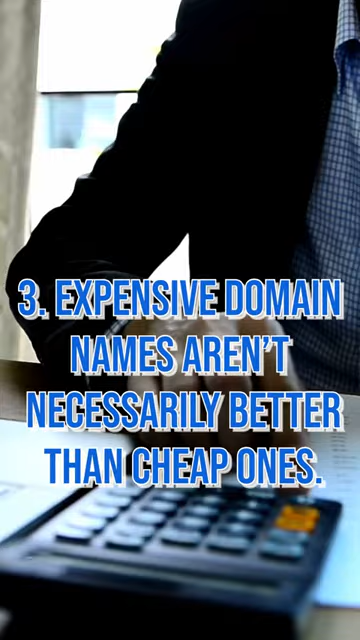 3. EXPENSIVE DOMAIN
NAMES AREN'T
NECESSARILY BETTER
THAN CHEAP ONES.